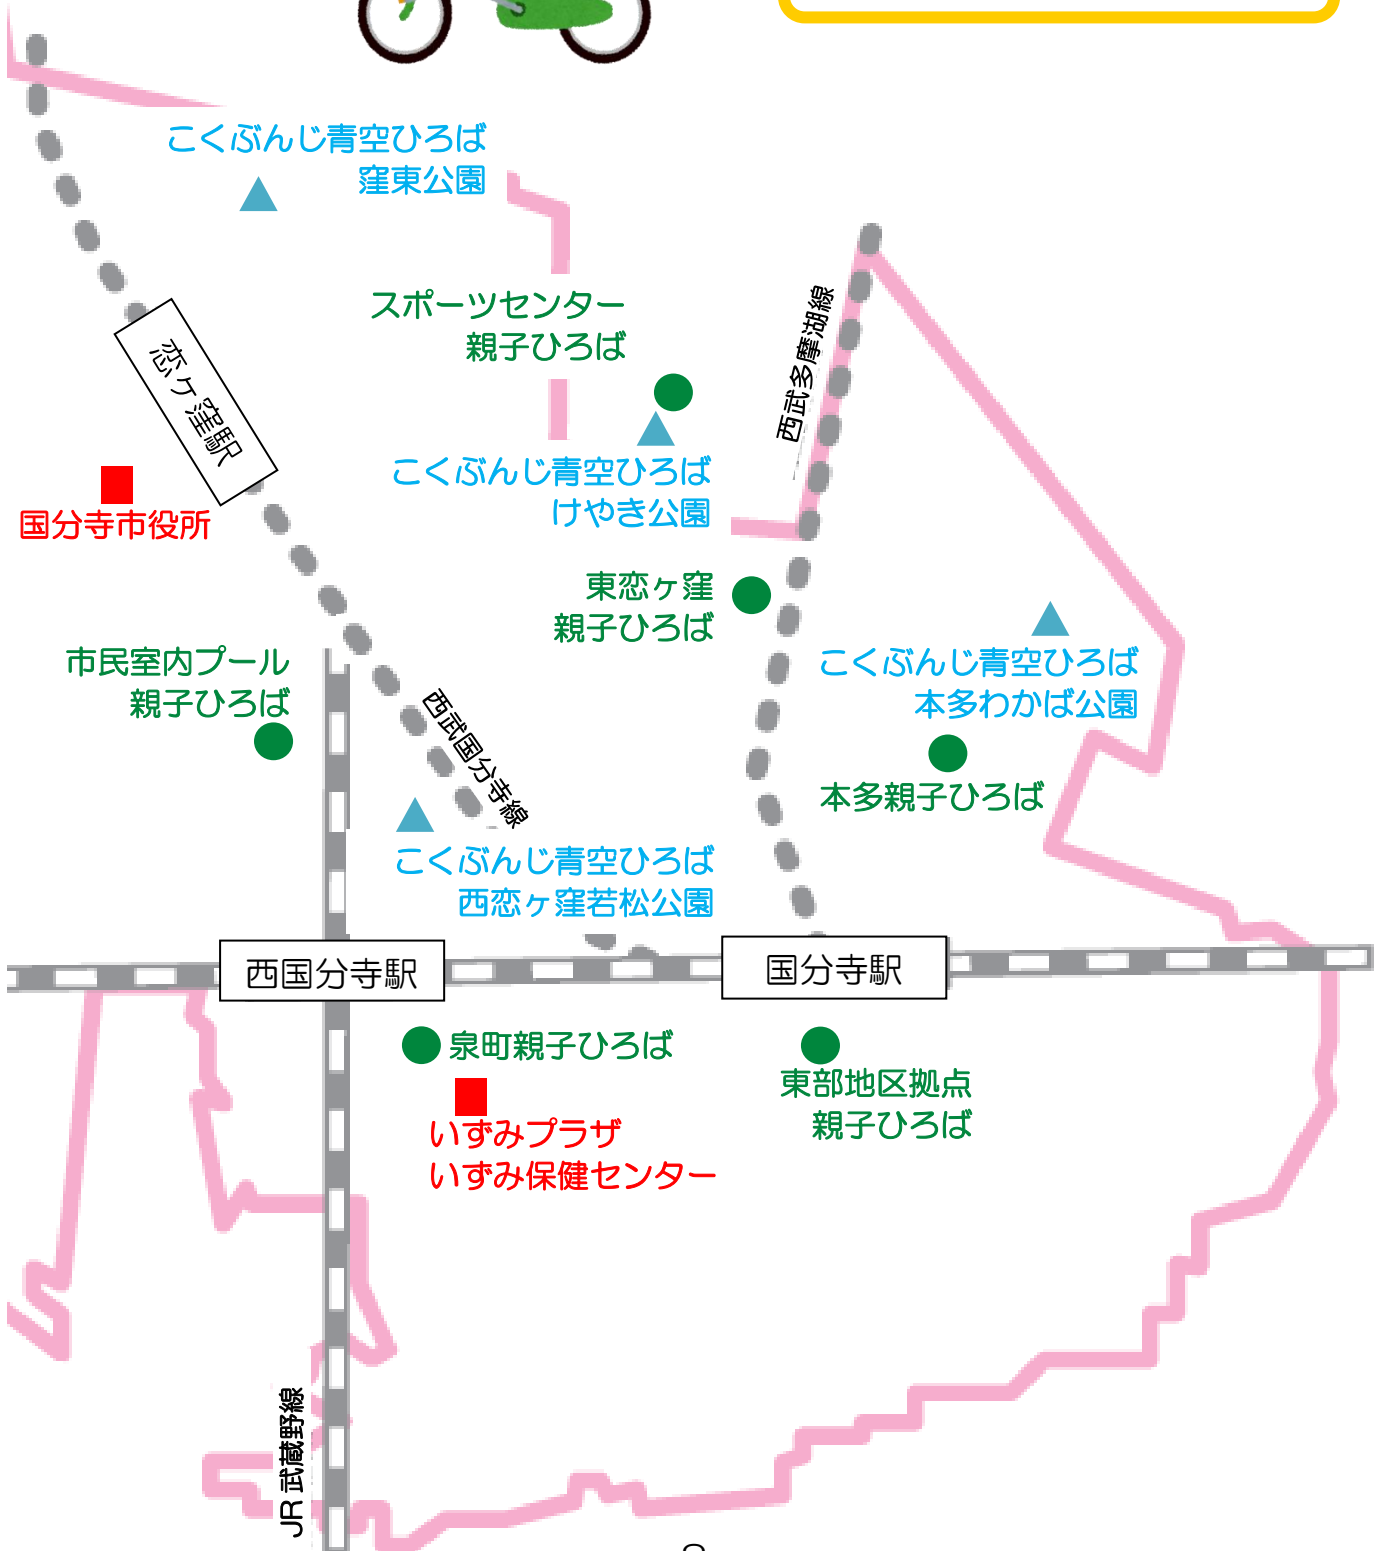 こくぶんじ青空ひろば
窪東公園
スポーツセンター
親子ひろば
西武多摩湖線
恋ヶ窪駅
こくぶんじ青空ひろば
けやき公園
国分寺市役所
東恋ヶ窪
親子ひろば
市民室内プール
親子ひろば
こくぶんじ青空ひろば
本多わかば公園
西武国分寺線
本多親子ひろば
こくぶんじ青空ひろば
西恋ヶ窪若松公園
西国分寺駅
国分寺駅
泉町親子ひろば
東部地区拠点
親子ひろば
いずみプラザ
いずみ保健センター
JR武蔵野線